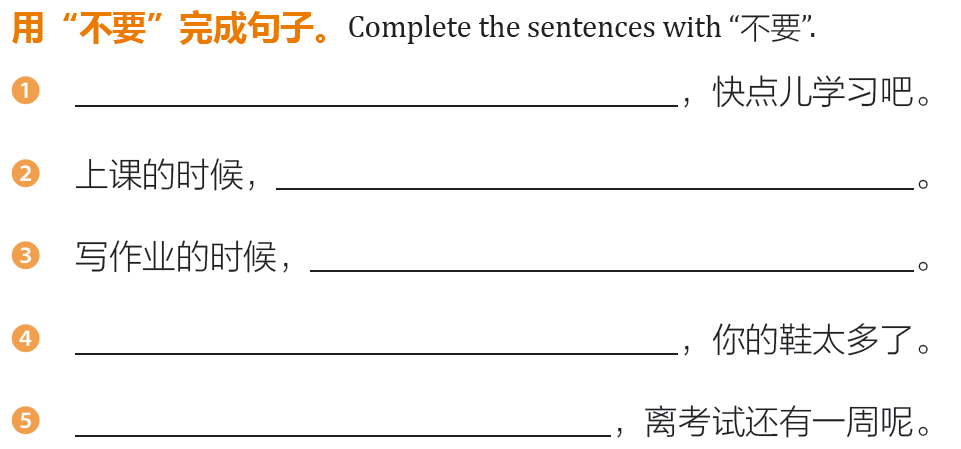 用“不要”完成句子。Complete the sentences with “不要”.
1 ，快点儿学习吧。
2 上课的时候， 。
3 写作业的时候， 。
4 ，你的鞋太多了。
5 ，离考试还有一周呢。